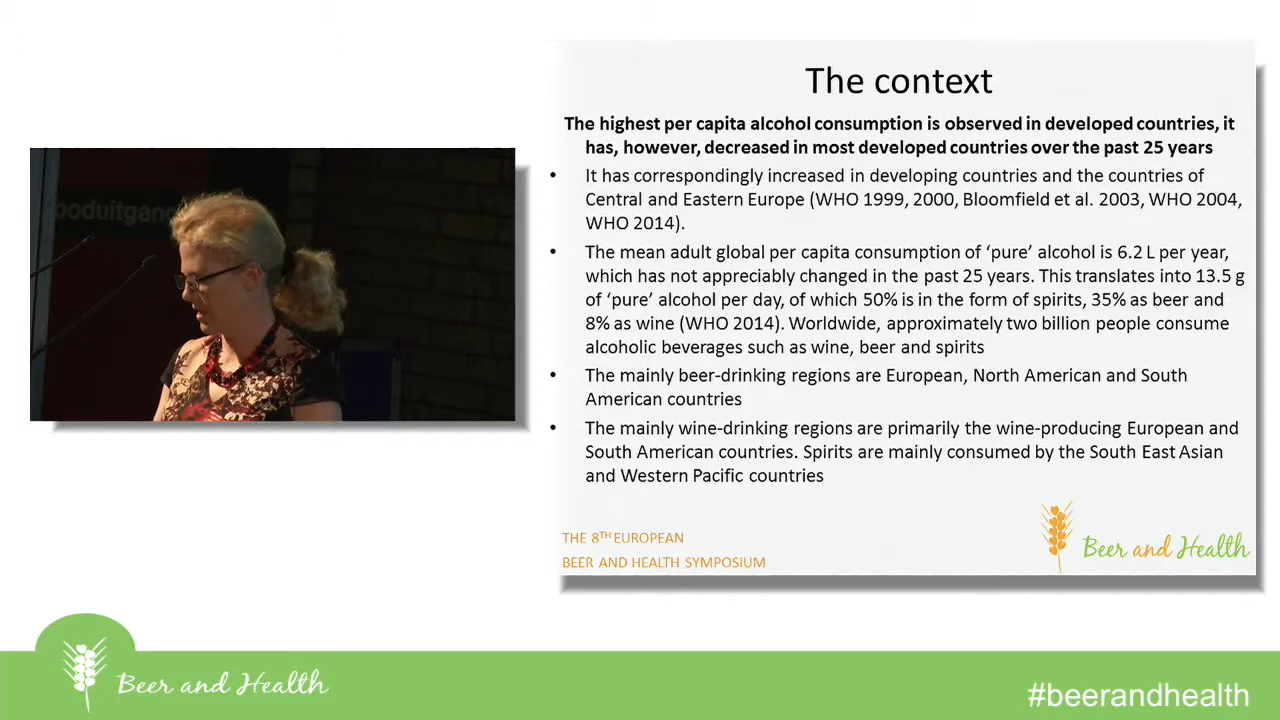 The context
The highest per capita alcohol consumption is observed in developed countries, it
has, however, decreased in most developed countries over the past 25 years
• It has correspondingly increased in developing countries and the countries of
Central and Eastern Europe (WHO 1999, 2000, Bloomfield et al. 2003, WHO 2004,
WHO 2014).
• The mean adult global per capita consumption of ‘pure’ alcohol is 6.2 L per year,
which has not appreciably changed in the past 25 years. This translates into 13.5 g
of ‘pure’ alcohol per day, of which 50% is in the form of spirits, 35% as beer and
8% as wine (WHO 2014). Worldwide, approximately two billion people consume
alcoholic beverages such as wine, beer and spirits
• The mainly beer-drinking regions are European, North American and South
American countries
• The mainly wine-drinking regions are primarily the wine-producing European and
South American countries. Spirits are mainly consumed by the South East Asian
and Western Pacific countries
THE 8TH EUROPEAN
BEER AND HEALTH SYMPOSIUM
Beer and Health
Beer and Health
#beerandhealth